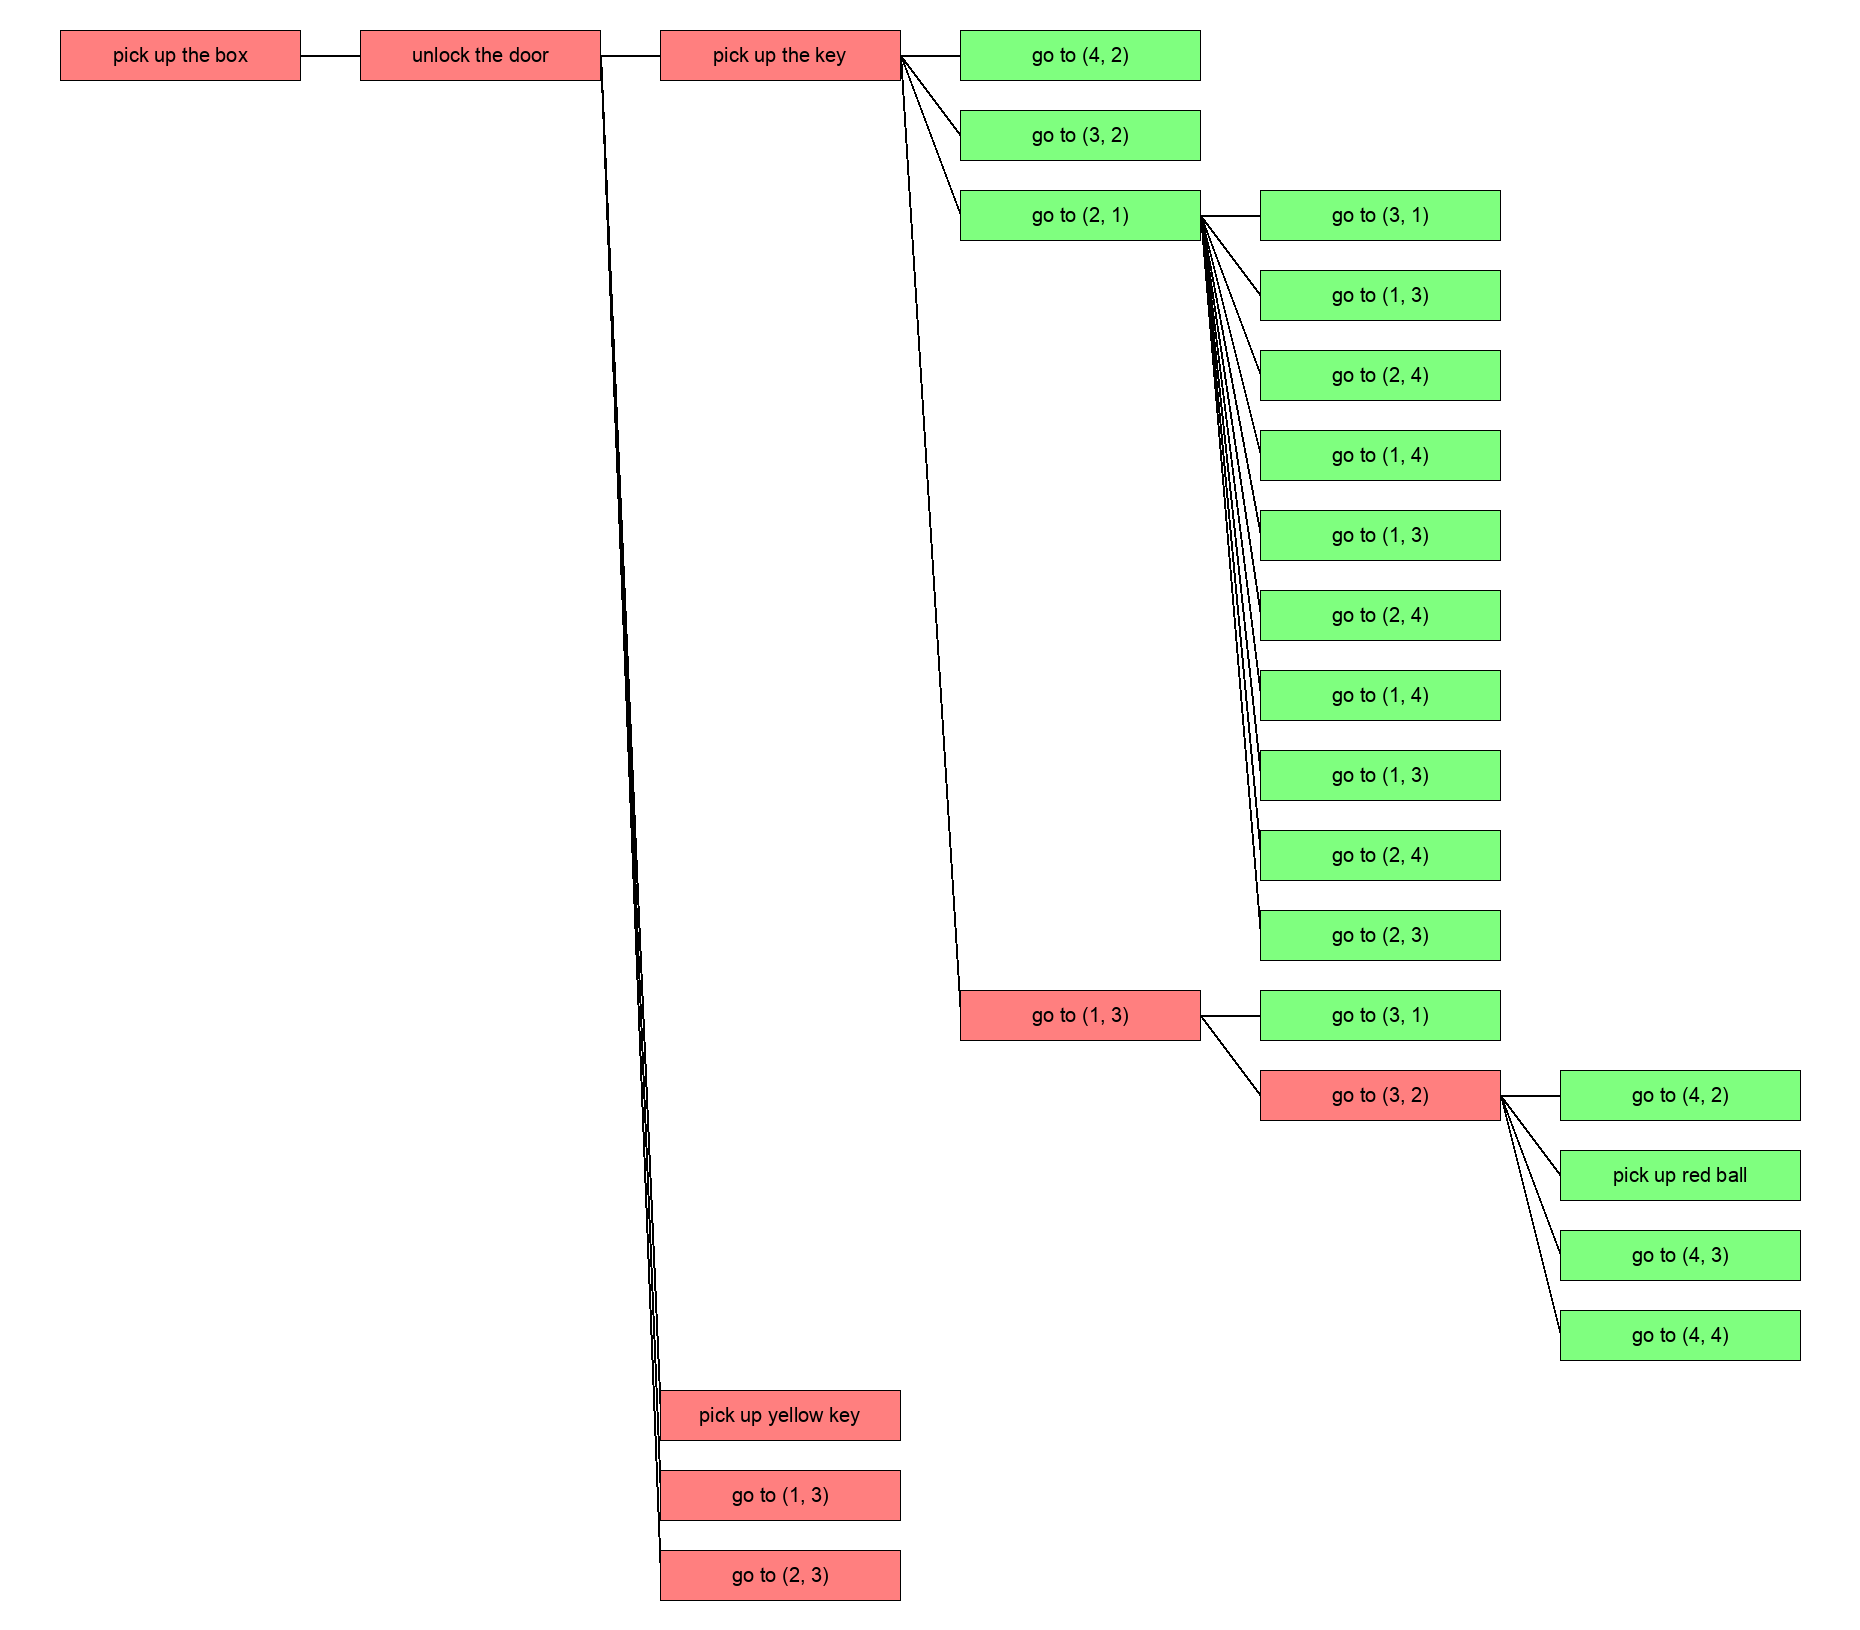 pick up the box
unlock the door
pick up the key
go to (4, 2)
go to (3, 2)
go to (2, 1)
go to (3, 1)
go to (1, 3)
go to (2, 4)
go to (1, 4)
go to (1, 3)
go to (2, 4)
go to (1, 4)
go to (1, 3)
go to (2, 4)
go to (2, 3)
go to (1, 3)
go to (3, 1)
go to (3, 2)
go to (4, 2)
pick up red ball
go to (4, 3)
go to (4, 4)
pick up yellow key
go to (1, 3)
go to (2, 3)